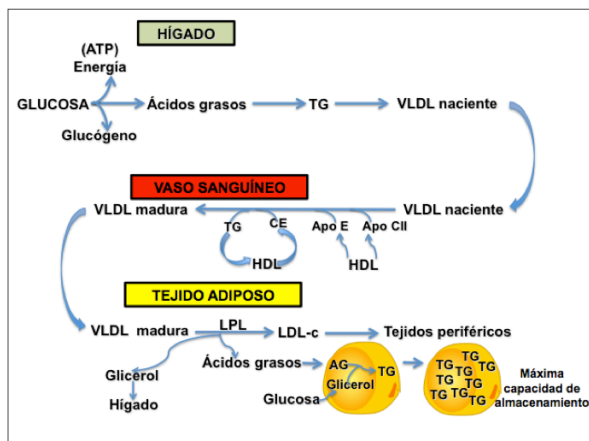 HÍGADO
(ATP)
Energía
GLUCOSA
Ácidos grasos
TG
VLDL naciente
Glucógeno
VASO SANGUÍNEO
VLDL madura
VLDL naciente
TG
CE
Apo E
Apo CII
HDL
HDL
TEJIDO ADIPOSO
VLDL madura
LPL
LDL-c
Tejidos periféricos
Glicerol
Ácidos grasos
AG
TG
Glicerol
Hígado
Glucosa
TG
TG
TG
TG
TG
TG
TG
TG
TG
Máxima
capacidad de
almacenamiento